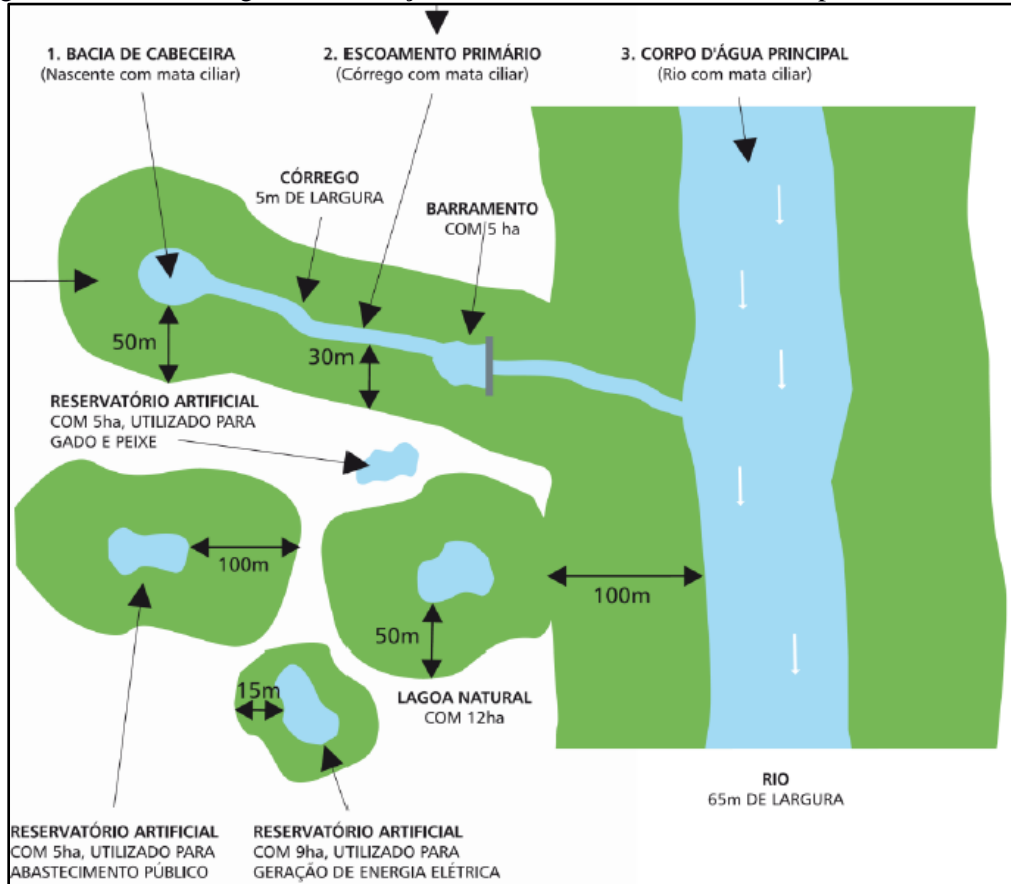 1. BACIA DE CABECEIRA
(Nascente com mata ciliar)
2. ESCOAMENTO PRIMÁRIO
(Córrego com mata ciliar)
3. CORPO D'ÁGUA PRINCIPAL
(Rio com mata ciliar)
CÓRREGO
5m DE LARGURA
BARRAMENTO
COM 5 ha
50m
30m
RESERVATÓRIO ARTIFICIAL
COM 5ha, UTILIZADO PARA
GADO E PEIXE
100m
100m
50m
15m
LAGOA NATURAL
COM 12ha
RIO
65m DE LARGURA
RESERVATÓRIO ARTIFICIAL
COM 5ha, UTILIZADO PARA
ABASTECIMENTO PÚBLICO
RESERVATÓRIO ARTIFICIAL
COM 9ha, UTILIZADO PARA
GERAÇÃO DE ENERGIA ELÉTRICA